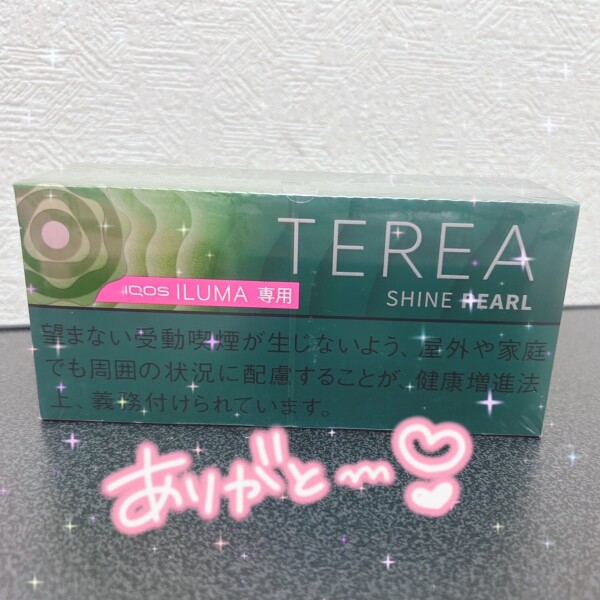 TEREA
IQOS ILUMA 専用
SHINE PEARL
望まない受動喫煙が生じないよう、屋外や家庭
でも周囲の状況に配慮することが、健康増進法
上、義務付けられています。
ありがと〜